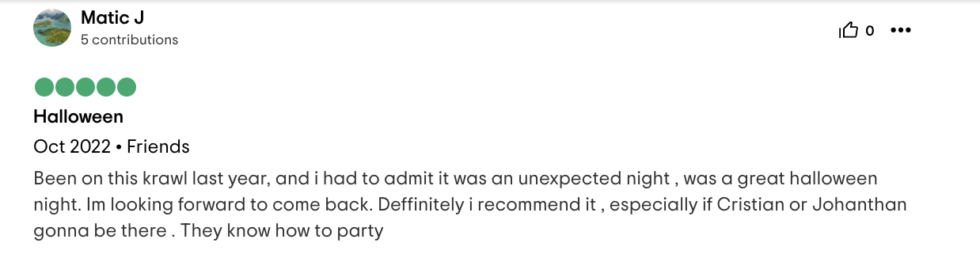 Matic J
5 contributions
0
Halloween
Oct 2022 • Friends
Been on this krawl last year, and i had to admit it was an unexpected night , was a great halloween
night. Im looking forward to come back. Deffinitely i recommend it , especially if Cristian or Johanthan
gonna be there . They know how to party